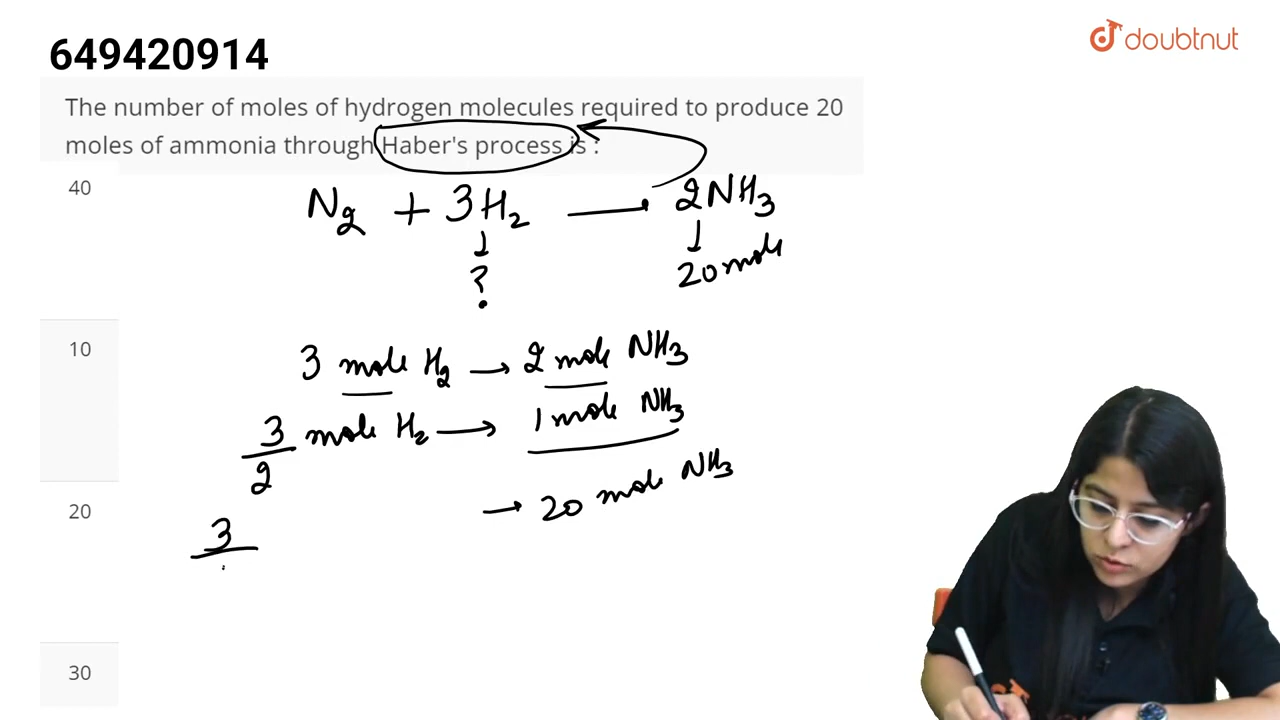 649420914
doubtnut
The number of moles of hydrogen molecules required to produce 20
moles of ammonia through Haber's process is ?
40
N2 + 3H2 → 2NH3
↓ ↓
? 20 mole
10
3 mole H2 → 2 mole NH3
3/2 mole H2 → 1 mole NH3
20
→ 20 mole NH3
3
30